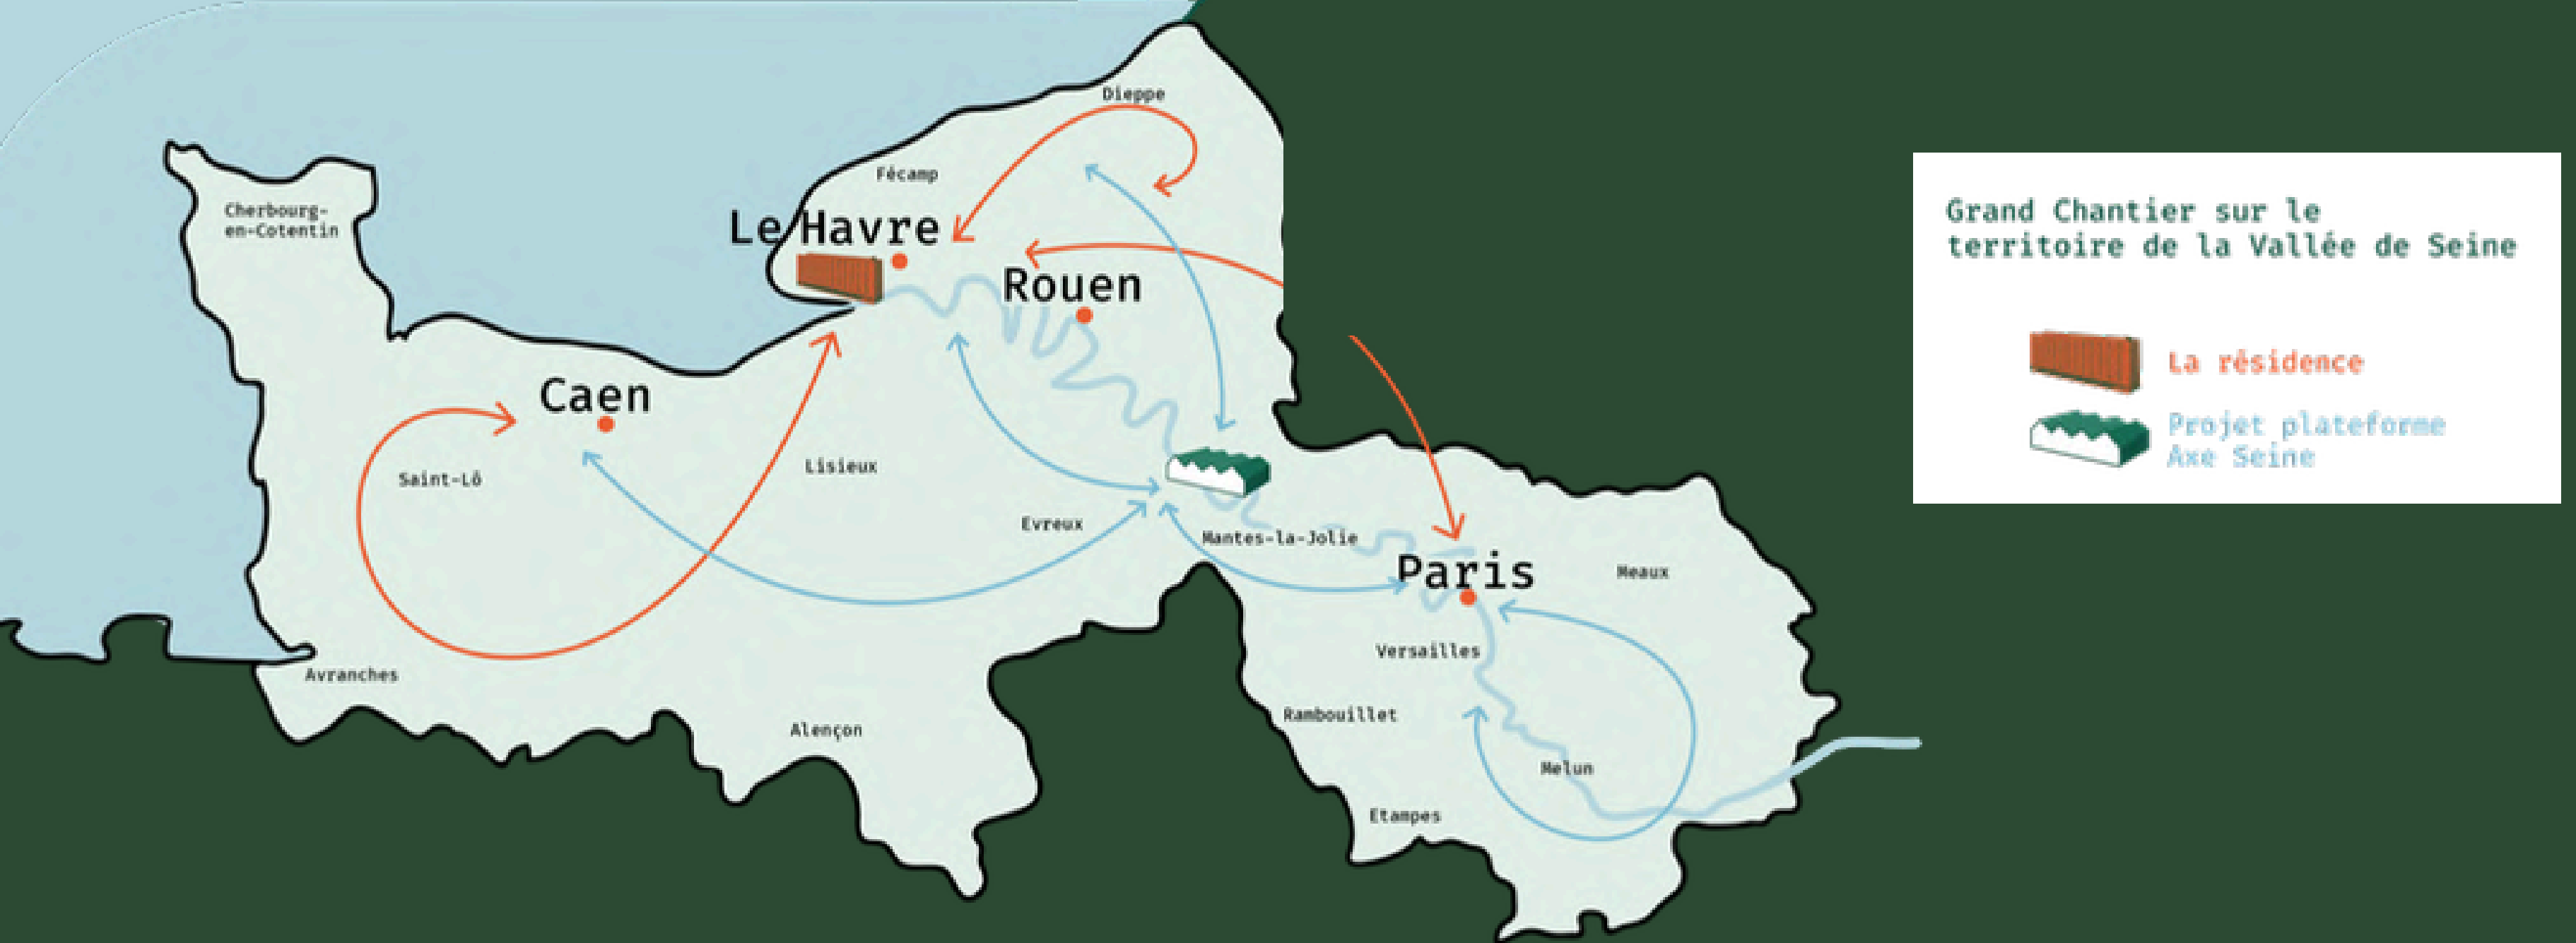 Dieppe
Fécamp
Cherbourg-
en-Cotentin
Le Havre
Rouen
Caen
Saint-Lô
Lisieux
Evreux
Mantes-la-Jolie
Paris
Meaux
Versailles
Avranches
Rambouillet
Alençon
Melun
Etampes
Grand Chantier sur le
territoire de la Vallée de Seine
La résidence
Projet plateforme
Axe Seine